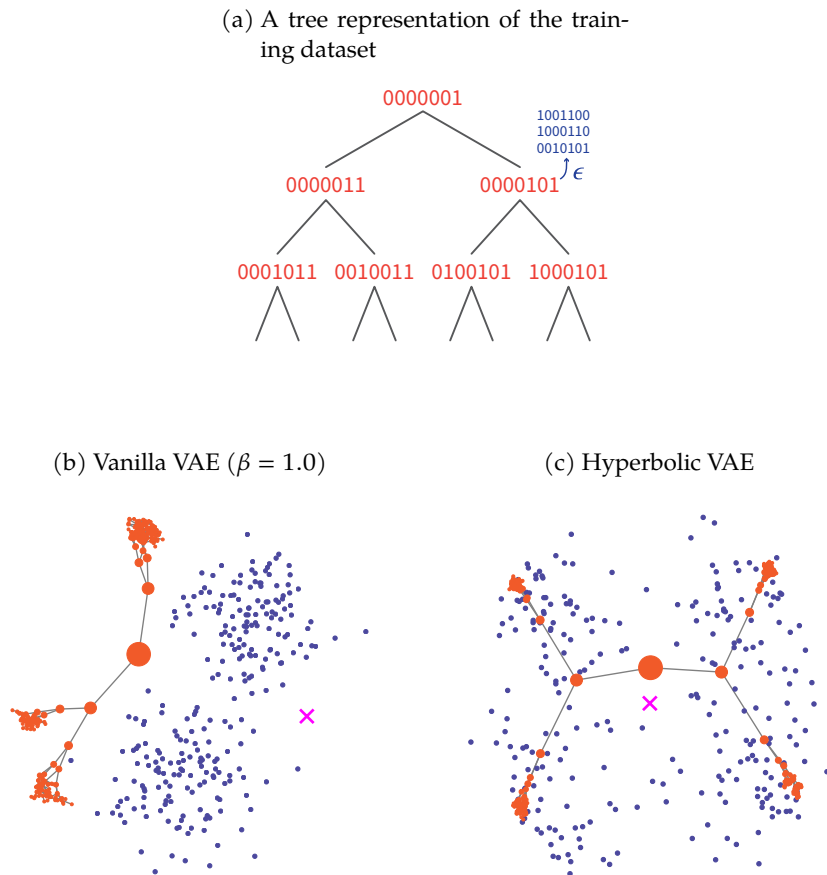 (a) A tree representation of the train-
ing dataset
0000001
1001100
1000110
0010101
ϵ
0000011 0000101
0001011 0010011 0100101 1000101
(b) Vanilla VAE (β = 1.0)
(c) Hyperbolic VAE